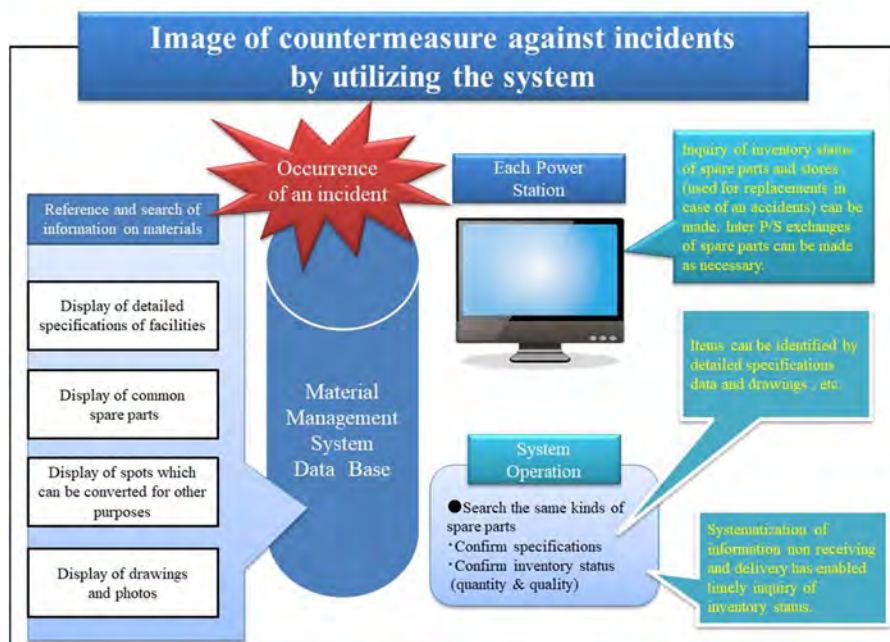 Image of countermeasure against incidents
by utilizing the system
Occurrence
of an incident
Reference and search of
information on materials
Display of detailed
specifications of facilities
Display of common
spare parts
Display of spots which
can be converted for other
purposes
Display of drawings
and photos
Material
Management
System
Data Base
Each Power
Station
Inquiry of inventory status
of spare parts and stores
(used for replacements in
case of an accidents) can be
made. Inter P/S exchanges
of spare parts can be made
as necessary.
Items can be identified by
detailed specifications
data and drawings , etc.
System
Operation
●Search the same kinds of
spare parts
・Confirm specifications
・Confirm inventory status
(quantity & quality)
Systematization of
information non receiving
and delivery has enabled
timely inquiry of
inventory status.